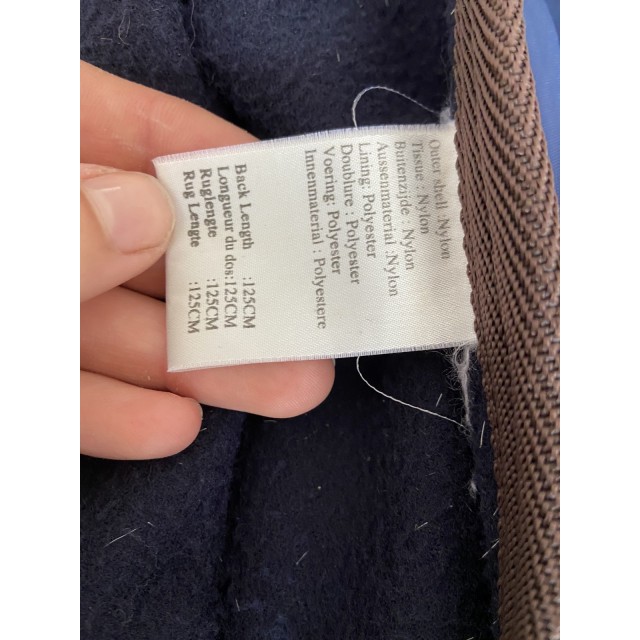 Outer shell :Nylon
Tissue : Nylon
Buitenzijde : Nylon
Aussenmaterial :Nylon
Lining: Polyester
Doublure : Polyester
Voering: Polyester
Innenmaterial : Polyestere
Back Length :125CM
Longueur du dos:125CM
Ruglengte :125CM
Rug Lengte :125CM